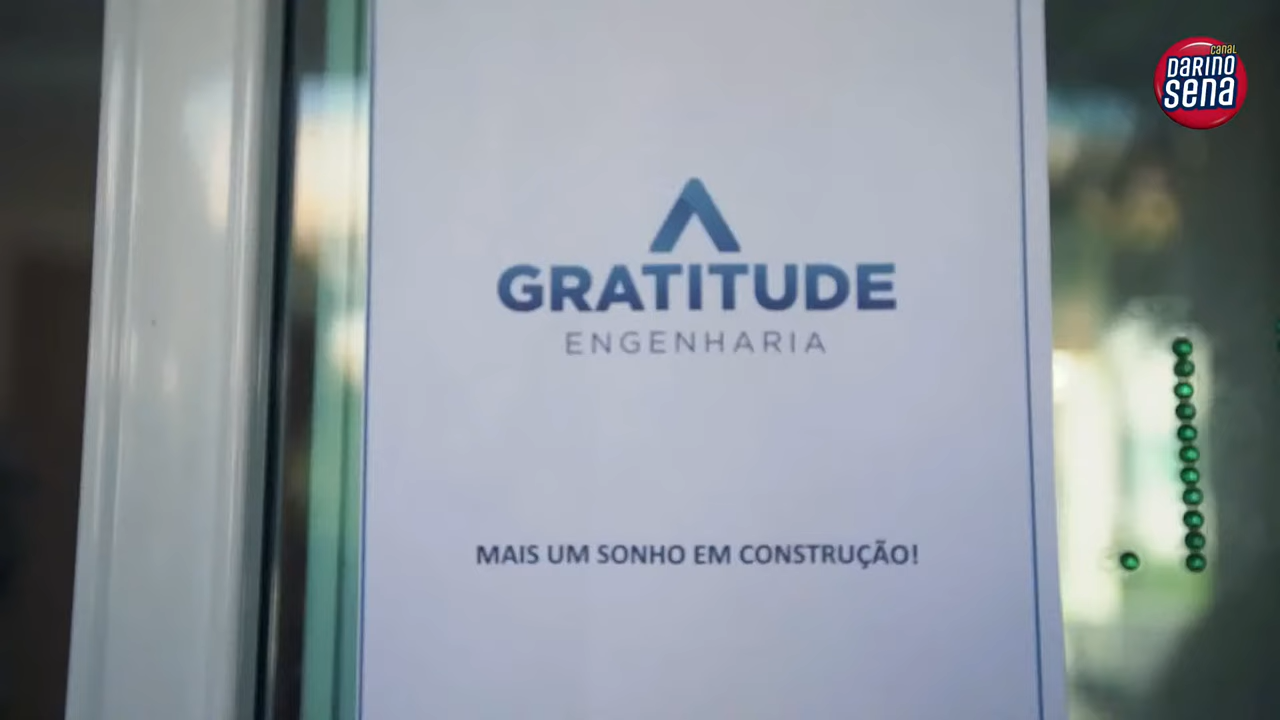 CANAL
DARINO
SENA
GRATITUDE
ENGENHARIA
MAIS UM SONHO EM CONSTRUÇÃO!